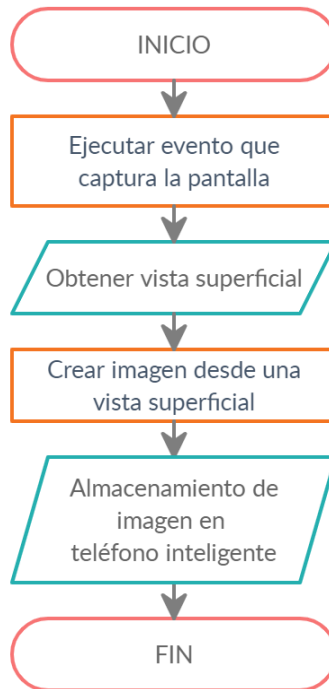 INICIO
Ejecutar evento que
captura la pantalla
Obtener vista superficial
Crear imagen desde una
vista superficial
Almacenamiento de
imagen en
teléfono inteligente
FIN